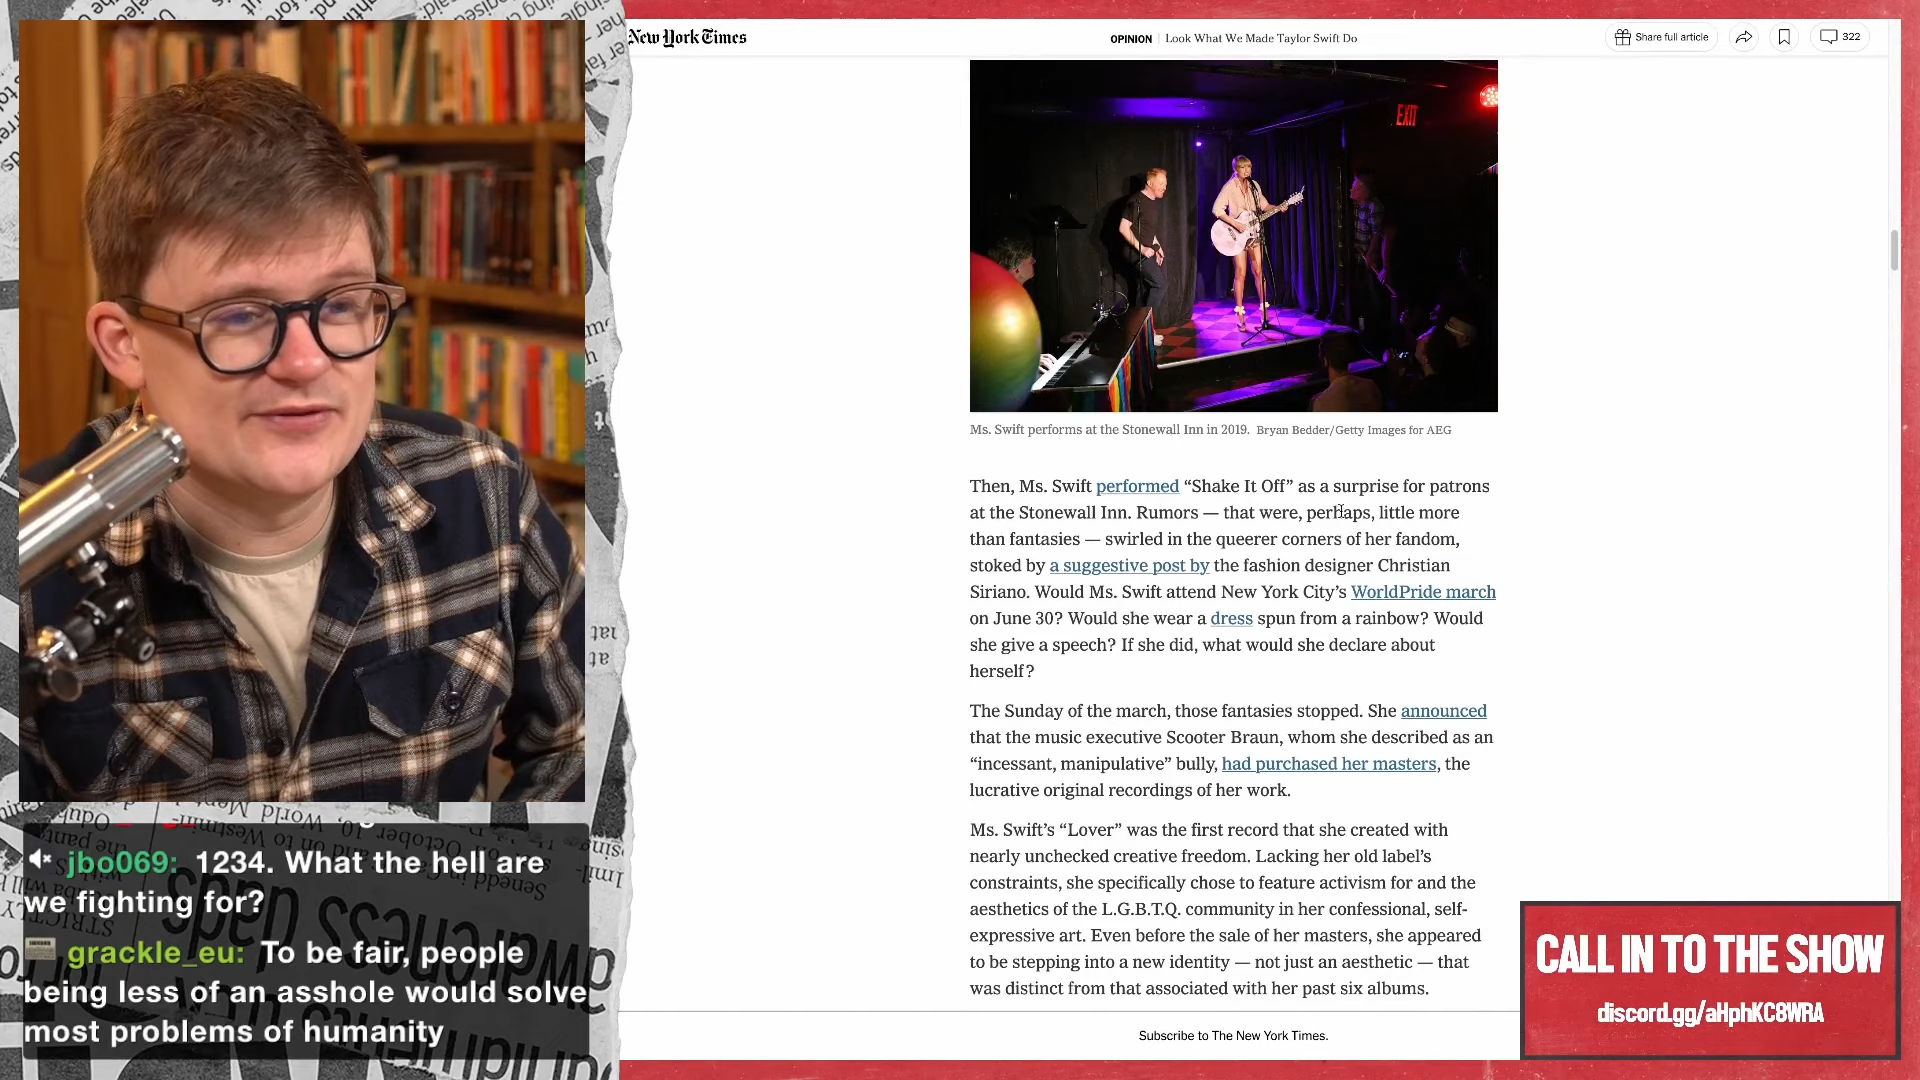 New York Times
OPINION | Look What We Made Taylor Swift Do
Share full article
322
EXIT
Ms. Swift performs at the Stonewall Inn in 2019. Bryan Bedder/Getty Images for AEG
Then, Ms. Swift performed “Shake It Off” as a surprise for patrons
at the Stonewall Inn. Rumors — that were, perhaps, little more
than fantasies — swirled in the queerer corners of her fandom,
stoked by a suggestive post by the fashion designer Christian
Siriano. Would Ms. Swift attend New York City’s WorldPride march
on June 30? Would she wear a dress spun from a rainbow? Would
she give a speech? If she did, what would she declare about
herself?
The Sunday of the march, those fantasies stopped. She announced
that the music executive Scooter Braun, whom she described as an
“incessant, manipulative” bully, had purchased her masters, the
lucrative original recordings of her work.
Ms. Swift’s “Lover” was the first record that she created with
nearly unchecked creative freedom. Lacking her old label’s
constraints, she specifically chose to feature activism for and the
aesthetics of the L.G.B.T.Q. community in her confessional, self-
expressive art. Even before the sale of her masters, she appeared
to be stepping into a new identity — not just an aesthetic — that
was distinct from that associated with her past six albums.
Subscribe to The New York Times.
jbo069: 1234. What the hell are
we fighting for?
grackle_eu: To be fair, people
being less of an asshole would solve
most problems of humanity
CALL IN TO THE SHOW
discord.gg/aHphKC8WRA